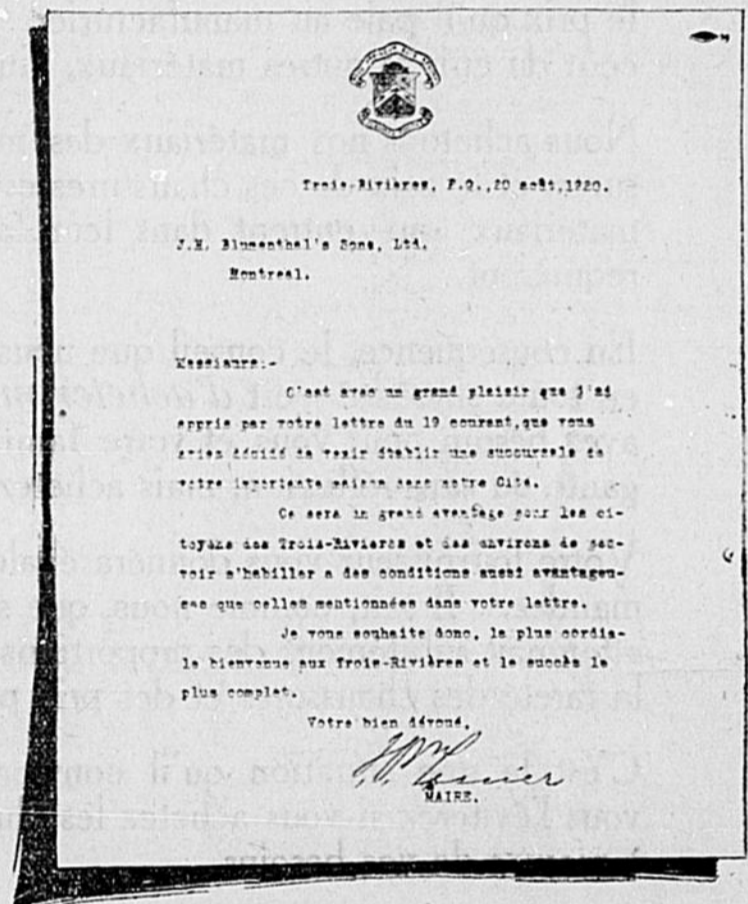 Trois-Rivières, P.Q., 20 août, 1920.
J.H. Blumenthal's Sons, Ltd.
Montreal.
Messieurs:-
C'est avec un grand plaisir que j'ai
appris par votre lettre du 19 courant, que vous
avez décidé de venir établir une succursale de
votre importante maison dans notre Cité.
Ce sera un grand avantage pour les ci-
toyens des Trois-Rivières et des environs de pou-
voir s'habiller a des conditions aussi avantageu-
ses que celles mentionnées dans votre lettre.
Je vous souhaite donc, la plus cordia-
le bienvenue aux Trois-Rivières et le succès le
plus complet.
Votre bien dévoué,
MAIRE.